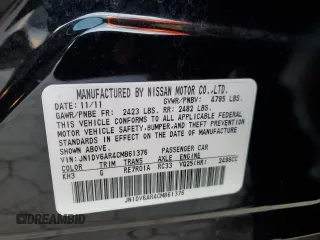 MANUFACTURED BY NISSAN MOTOR CO.,LTD.
DATE: 11/11 GVWR/PNBV: 4795 LBS.
GAWR/PNBE FR: 2423 LBS. RR: 2482 LBS.
THIS VEHICLE CONFORMS TO ALL APPLICABLE FEDERAL
MOTOR VEHICLE SAFETY, BUMPER, AND THEFT PREVENTION
STANDARDS IN EFFECT ON THE DATE OF MANUFACTURE
SHOWN ABOVE.
VIN: JN1DV6AR4CM861376 PASSENGER CAR
COLOR TRIM TRANS AXLE ENGINE
KH3 G RE7R01A RC33 VQ25(HR) 2496CC
JN1DV6AR4CM861376
DREAMBID